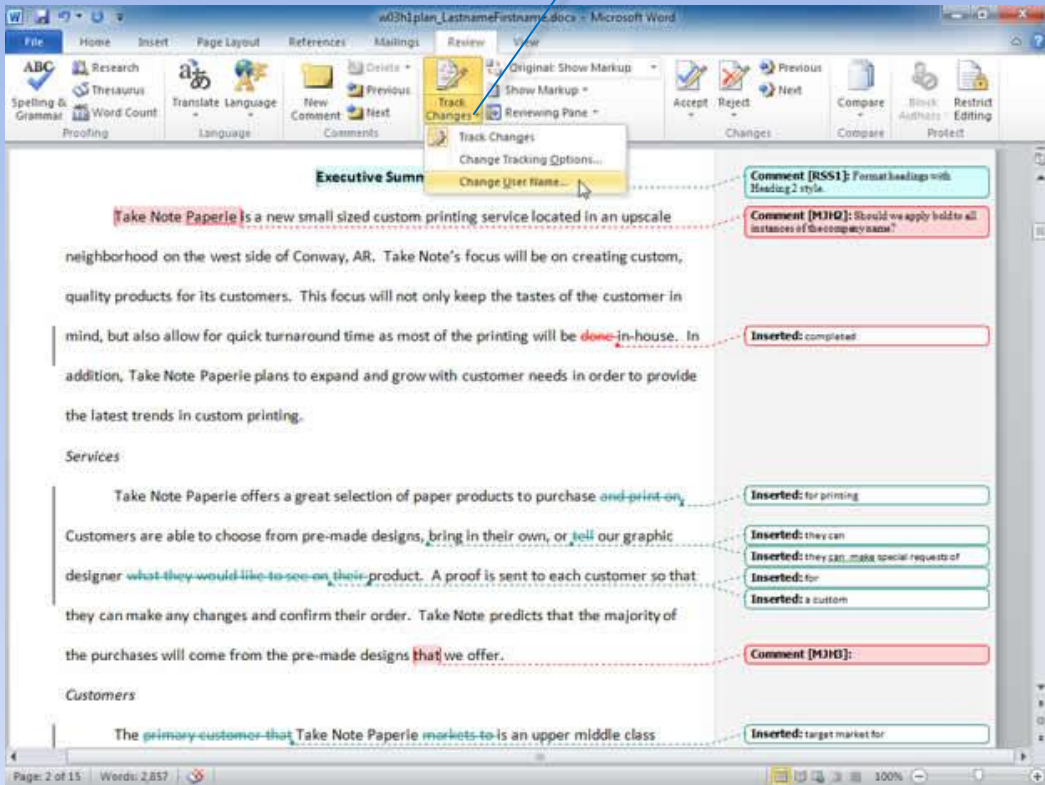 w03h1plan_LastnameFirstname.docx - Microsoft Word
File Home Insert Page Layout References Mailings Review View
ABC
Spelling & Grammar
Research
Thesaurus
Word Count
Proofing
Translate Language
Language
New Comment
Delete
Previous
Next
Comments
Track Changes
Original: Show Markup
Show Markup
Reviewing Pane
Accept Reject
Previous
Next
Changes
Compare
Compare
Block Authors
Restrict Editing
Protect
Track Changes
Change Tracking Options...
Change User Name...
Executive Summ
Comment [RSS1]: Format headings with
Heading 2 style.
Take Note Paperie is a new small sized custom printing service located in an upscale
Comment [MJH2]: Should we apply bold to all
instances of the company name?
neighborhood on the west side of Conway, AR. Take Note's focus will be on creating custom,
quality products for its customers. This focus will not only keep the tastes of the customer in
mind, but also allow for quick turnaround time as most of the printing will be done in-house. In
Inserted: completed
addition, Take Note Paperie plans to expand and grow with customer needs in order to provide
the latest trends in custom printing.
Services
Take Note Paperie offers a great selection of paper products to purchase and print on.
Inserted: for printing
Customers are able to choose from pre-made designs, bring in their own, or tell our graphic
Inserted: they can
Inserted: they can make special requests of
designer what they would like to see on their product. A proof is sent to each customer so that
Inserted: for
Inserted: a custom
they can make any changes and confirm their order. Take Note predicts that the majority of
the purchases will come from the pre-made designs that we offer.
Comment [MJH3]:
Customers
The primary customer that Take Note Paperie markets to is an upper middle class
Inserted: target market for
Page: 2 of 15 Words: 2,857 100%